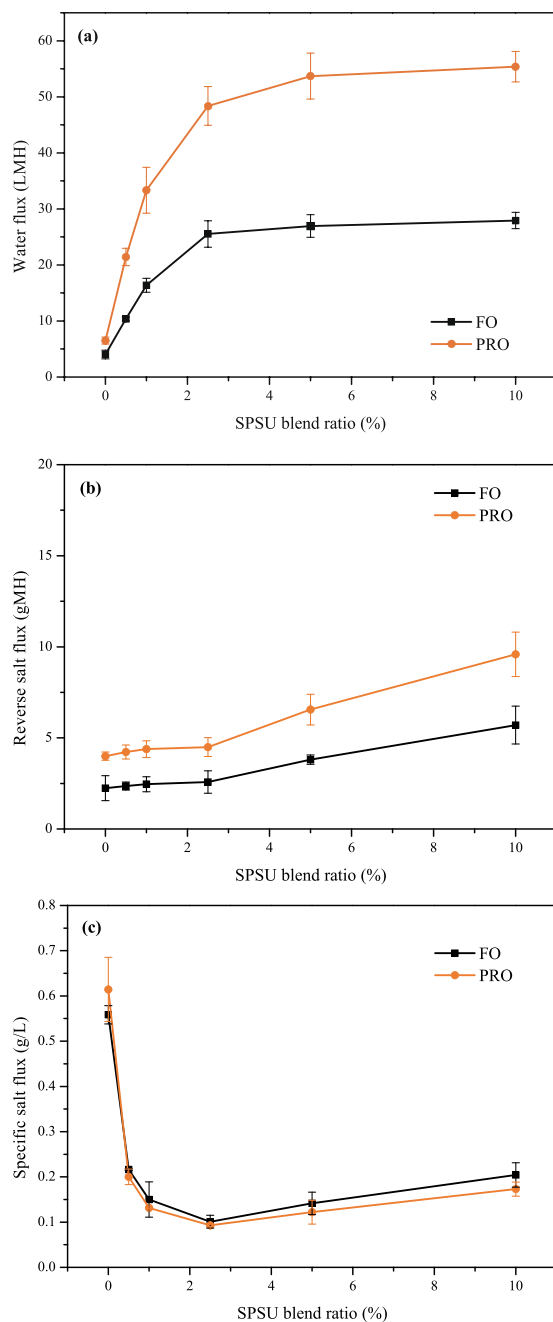 (a)
60
50
40
30
20
10
0
Water flux (LMH)
FO
PRO
0 2 4 6 8 10
SPSU blend ratio (%)
(b)
20
15
10
5
0
Reverse salt flux (gMH)
FO
PRO
0 2 4 6 8 10
SPSU blend ratio (%)
(c)
0.8
0.7
0.6
0.5
0.4
0.3
0.2
0.1
0.0
Specific salt flux (g/L)
FO
PRO
0 2 4 6 8 10
SPSU blend ratio (%)